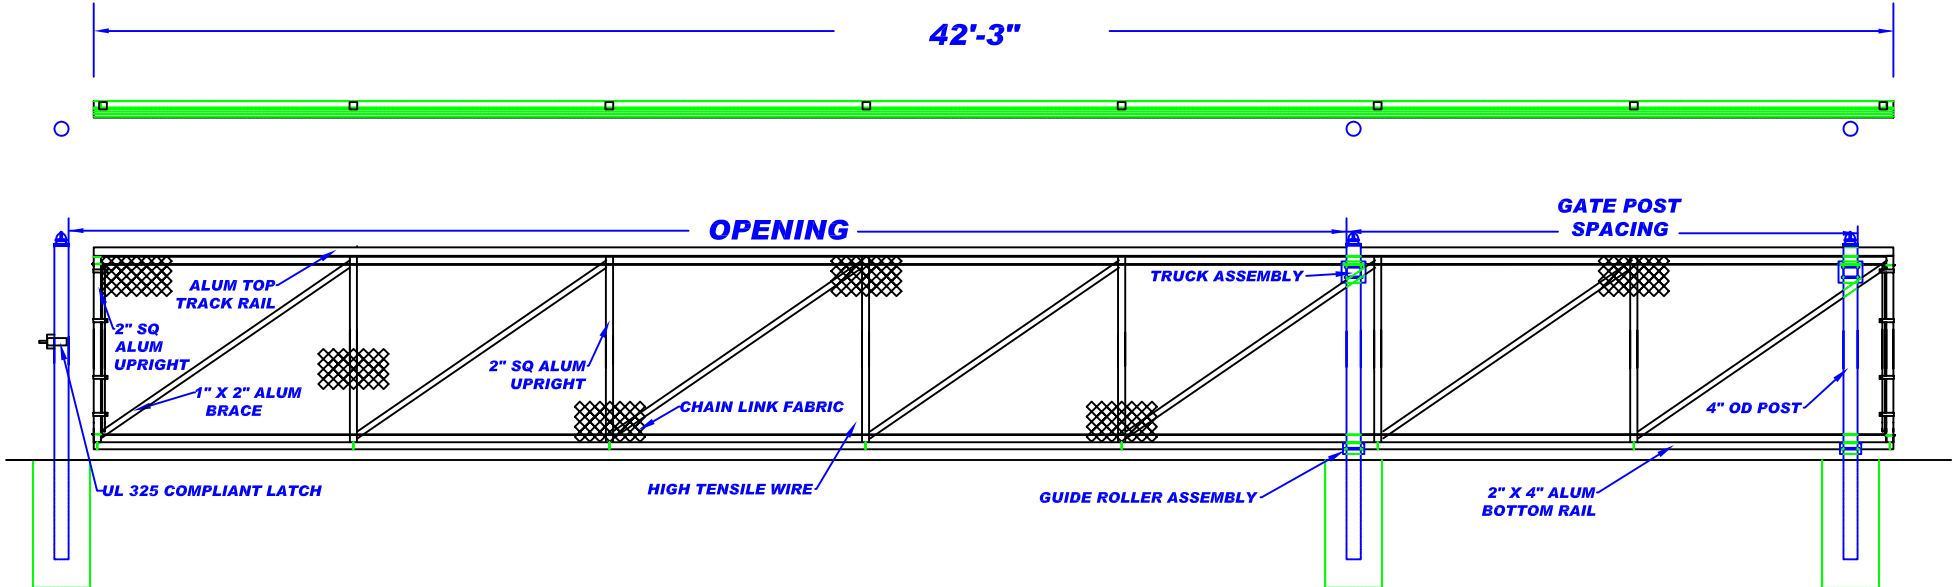 42'-3"
GATE POST
SPACING
OPENING
ALUM TOP
TRACK RAIL
TRUCK ASSEMBLY
2" SQ
ALUM
UPRIGHT
2" SQ ALUM
UPRIGHT
1" X 2" ALUM
BRACE
CHAIN LINK FABRIC
4" OD POST
UL 325 COMPLIANT LATCH
HIGH TENSILE WIRE
GUIDE ROLLER ASSEMBLY
2" X 4" ALUM
BOTTOM RAIL